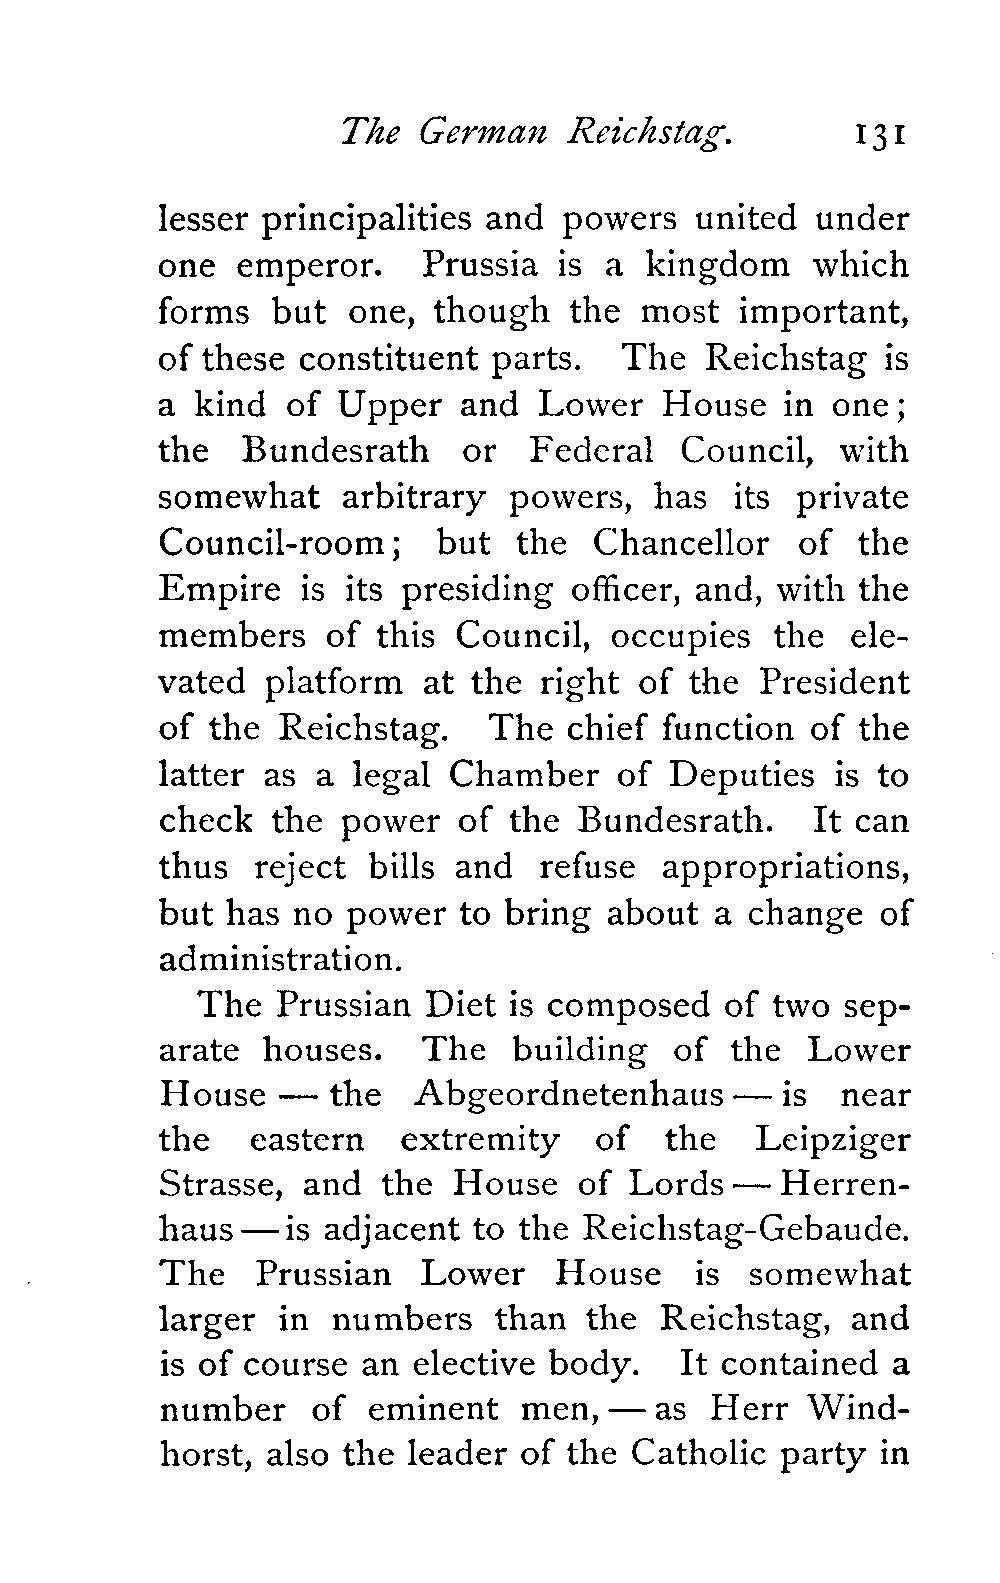 The German Reichstag. 131
lesser principalities and powers united under
one emperor. Prussia is a kingdom which
forms but one, though the most important,
of these constituent parts. The Reichstag is
a kind of Upper and Lower House in one;
the Bundesrath or Federal Council, with
somewhat arbitrary powers, has its private
Council-room; but the Chancellor of the
Empire is its presiding officer, and, with the
members of this Council, occupies the ele-
vated platform at the right of the President
of the Reichstag. The chief function of the
latter as a legal Chamber of Deputies is to
check the power of the Bundesrath. It can
thus reject bills and refuse appropriations,
but has no power to bring about a change of
administration.
The Prussian Diet is composed of two sep-
arate houses. The building of the Lower
House — the Abgeordnetenhaus — is near
the eastern extremity of the Leipziger
Strasse, and the House of Lords — Herren-
haus — is adjacent to the Reichstag-Gebaude.
The Prussian Lower House is somewhat
larger in numbers than the Reichstag, and
is of course an elective body. It contained a
number of eminent men, — as Herr Wind-
horst, also the leader of the Catholic party in